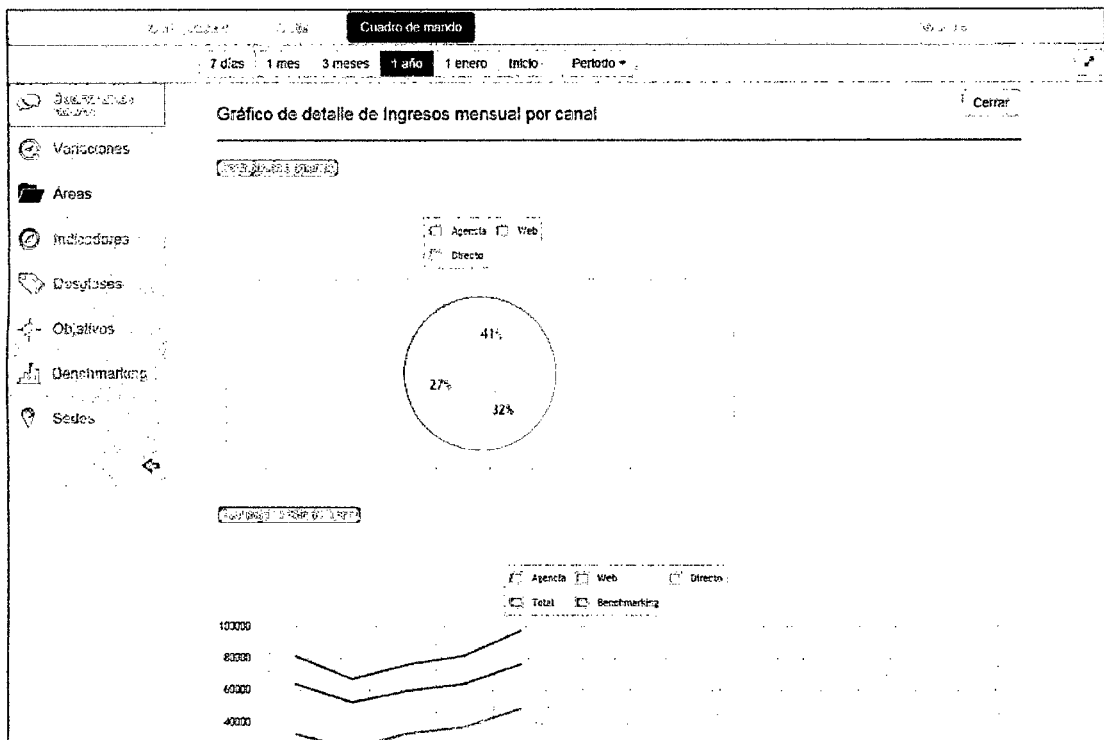 Cuadro de mando
7 días 1 mes 3 meses 1 año 1 enero Inicio Periodo
Gráfico de detalle de Ingresos mensual por canal
Cerrar
Variaciones
Áreas
Indicadores
Desgloses
Objetivos
Benchmarking
Sedes
Agencia Web
Directo
41%
27%
32%
Agencia Web Directo
Total Benchmarking
100000
80000
60000
40000